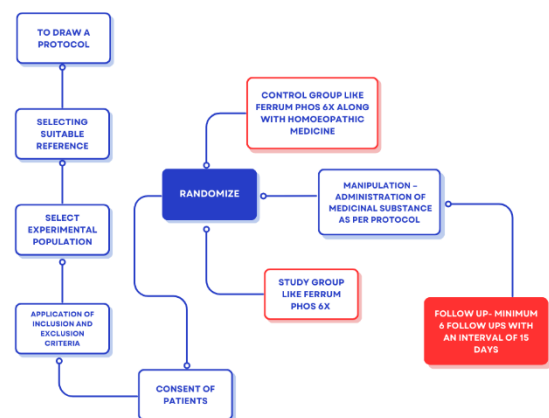 TO DRAW A
PROTOCOL
SELECTING
SUITABLE
REFERENCE
SELECT
EXPERIMENTAL
POPULATION
APPLICATION OF
INCLUSION AND
EXCLUSION
CRITERIA
CONSENT OF
PATIENTS
RANDOMIZE
CONTROL GROUP LIKE
FERRUM PHOS 6X ALONG
WITH HOMOEOPATHIC
MEDICINE
STUDY GROUP
LIKE FERRUM
PHOS 6X
MANIPULATION –
ADMINISTRATION OF
MEDICINAL SUBSTANCE
AS PER PROTOCOL
FOLLOW UP- MINIMUM
6 FOLLOW UPS WITH
AN INTERVAL OF 15
DAYS